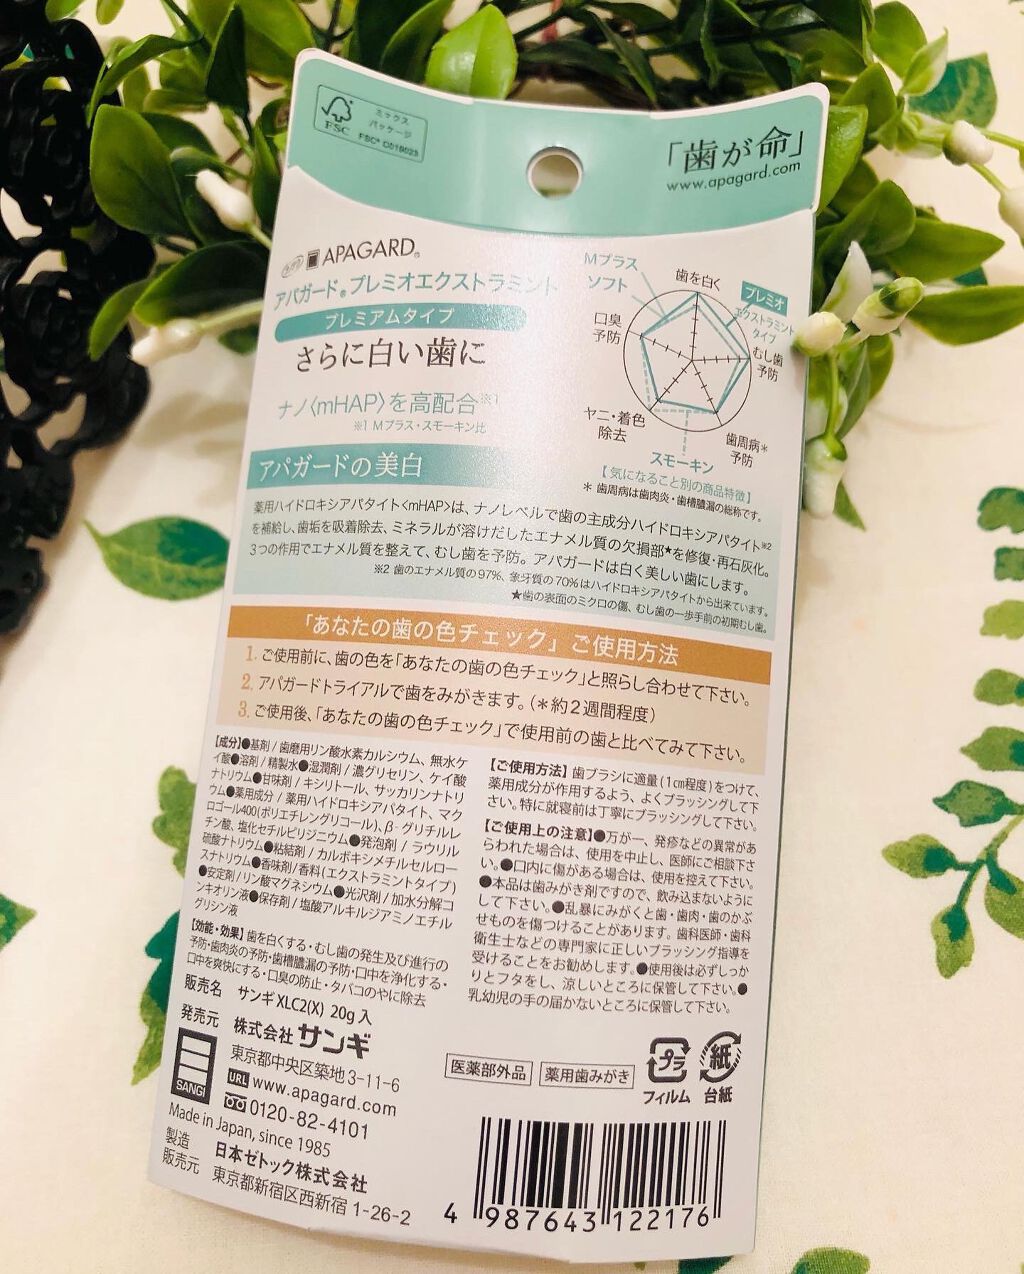 FSC
ミックス
パッケージ
FSC® C018023
「歯が命」
www.apagard.com
APAGARD®
アパガード®プレミオエクストラミント
プレミアムタイプ
さらに白い歯に
ナノ〈mHAP〉を高配合※1
※1 Mプラス・スモーキン比
Mプラス
ソフト
歯を白く
プレミオ
エクストラミント
タイプ
口臭
予防
むし歯
予防
ヤニ・着色
除去
歯周病*
予防
スモーキン
【気になること別の商品特徴】
* 歯周病は歯肉炎・歯槽膿漏の総称です。
アパガードの美白
薬用ハイドロキシアパタイト<mHAP>は、ナノレベルで歯の主成分ハイドロキシアパタイト※2
を補給し、歯垢を吸着除去、ミネラルが溶けだしたエナメル質の欠損部★を修復・再石灰化。
3つの作用でエナメル質を整えて、むし歯を予防。アパガードは白く美しい歯にします。
※2 歯のエナメル質の97%、象牙質の70%はハイドロキシアパタイトから出来ています。
★歯の表面のミクロの傷、むし歯の一歩手前の初期むし歯。
「あなたの歯の色チェック」ご使用方法
1. ご使用前に、歯の色を「あなたの歯の色チェック」と照らし合わせて下さい。
2. アパガードトライアルで歯をみがきます。(*約2週間程度)
3. ご使用後、「あなたの歯の色チェック」で使用前の歯と比べてみて下さい。
【成分】●基剤/歯磨用リン酸水素カルシウム、無水ケ
イ酸●溶剤/精製水●湿潤剤/濃グリセリン、ケイ酸
ナトリウム●甘味剤/キシリトール、サッカリンナトリ
ウム●薬用成分/薬用ハイドロキシアパタイト、マク
ロゴール400(ポリエチレングリコール)、β-グリチルレ
チン酸、塩化セチルピリジニウム●発泡剤/ラウリル
硫酸ナトリウム●粘結剤/カルボキシメチルセルロー
スナトリウム●香味剤/香料(エクストラミントタイプ)
●安定剤/リン酸マグネシウム●光沢剤/加水分解コ
ンキオリン液●保存剤/塩酸アルキルジアミノエチル
グリシン液
【効能・効果】歯を白くする・むし歯の発生及び進行の
予防・歯肉炎の予防・歯槽膿漏の予防・口中を浄化する・
口中を爽快にする・口臭の防止・タバコのやに除去
【ご使用方法】歯ブラシに適量(1cm程度)をつけて、
薬用成分が作用するよう、よくブラッシングして下
さい。特に就寝前は丁寧にブラッシングして下さい。
【ご使用上の注意】●万が一、発疹などの異常があ
らわれた場合は、使用を中止し、医師にご相談下さ
い。●口内に傷がある場合は、使用を控えて下さい。
●本品は歯みがき剤ですので、飲み込まないように
して下さい。●乱暴にみがくと歯・歯肉・歯のかぶ
せものを傷つけることがあります。歯科医師・歯科
衛生士などの専門家に正しいブラッシング指導を
受けることをお勧めします。●使用後は必ずしっか
りとフタをし、涼しいところに保管して下さい。●
乳幼児の手の届かないところに保管して下さい。
販売名 サンギXLC2(X) 20g入
発売元 株式会社サンギ
東京都中央区築地3-11-6
URL www.apagard.com
0120-82-4101
SANGI
Made in Japan, since 1985
製造
販売元 日本ゼトック株式会社
東京都新宿区西新宿 1-26-2
医薬部外品 薬用歯みがき
プラ
フィルム
紙
台紙
4 987643 122176